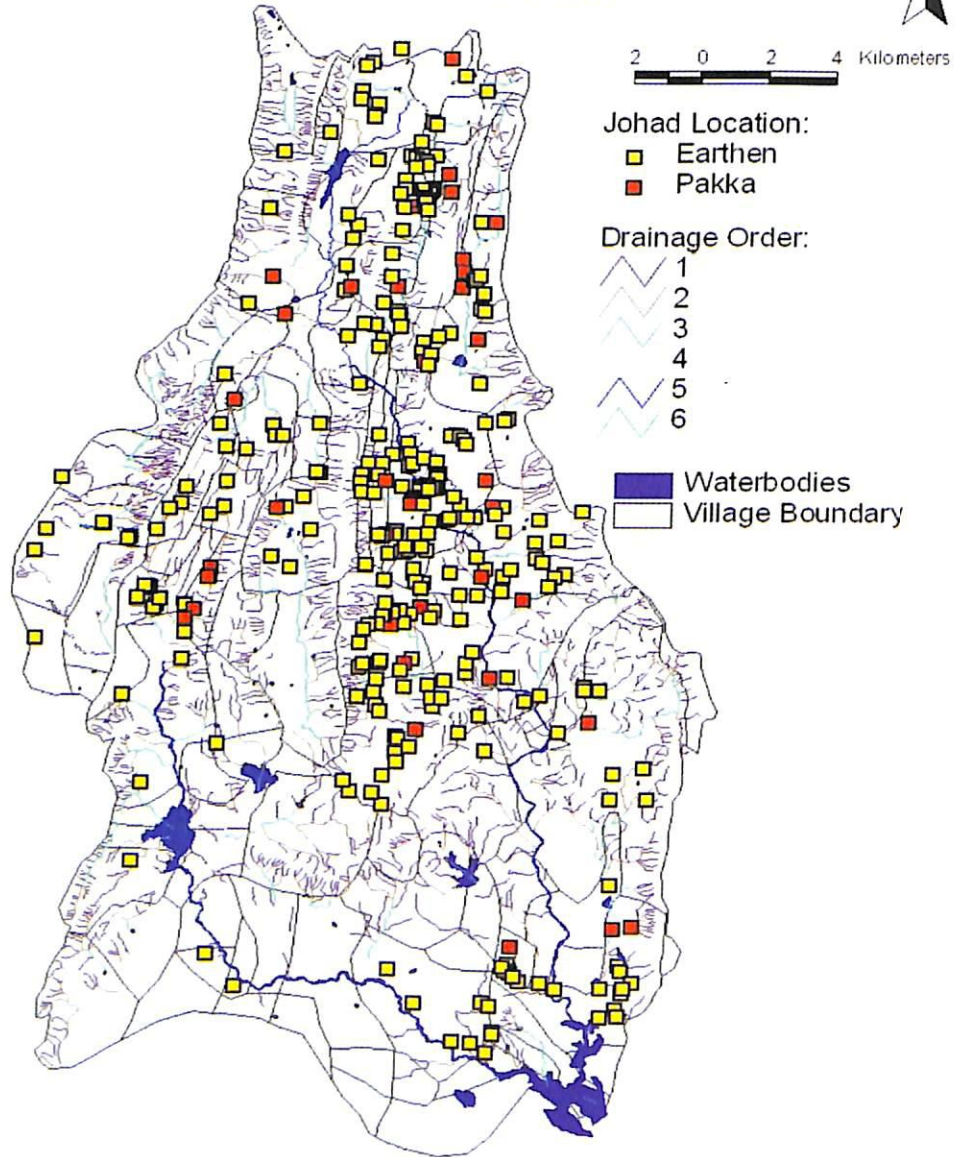 2 0 2 4 Kilometers
Johad Location:
Earthen
Pakka
Drainage Order:
1
2
3
4
5
6
Waterbodies
Village Boundary